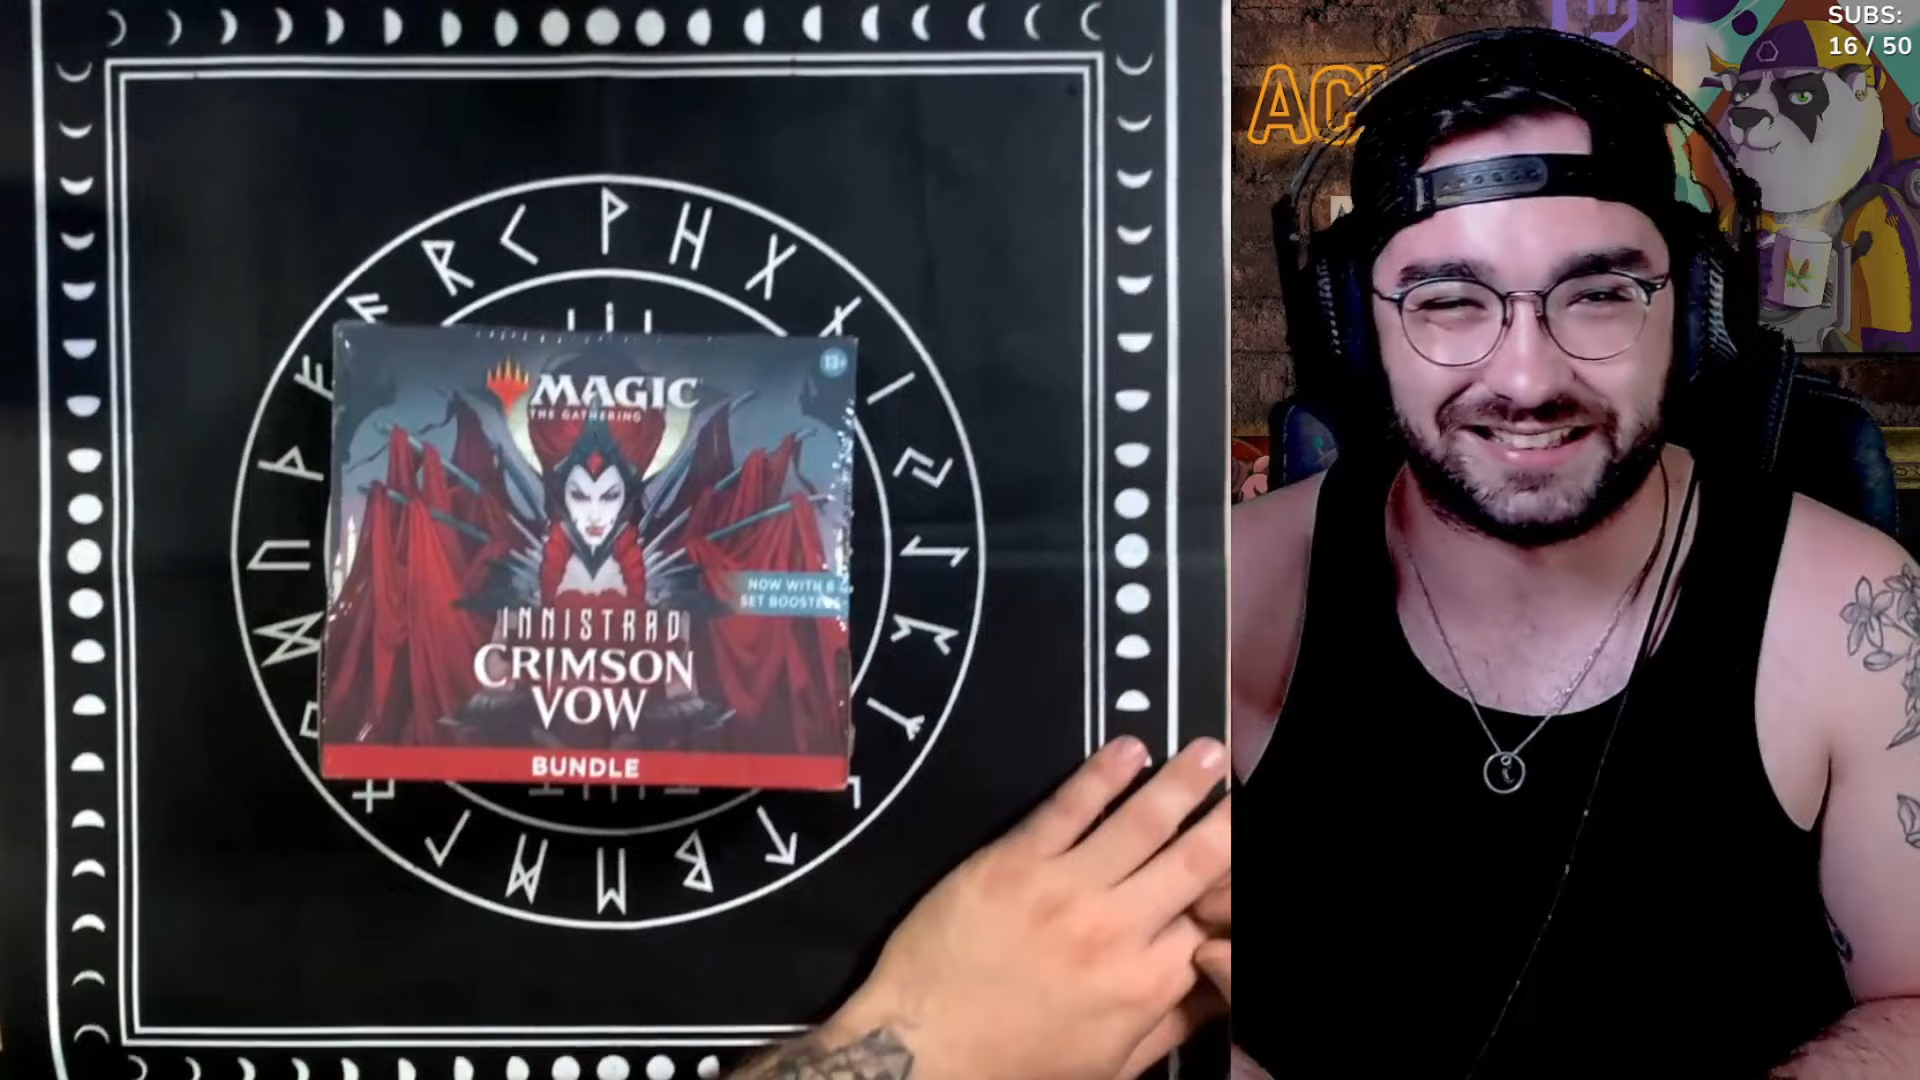 MAGIC
THE GATHERING
13+
NOW WITH 8
SET BOOSTERS
INNISTRAD
CRIMSON
VOW
BUNDLE
SUBS:
16 / 50